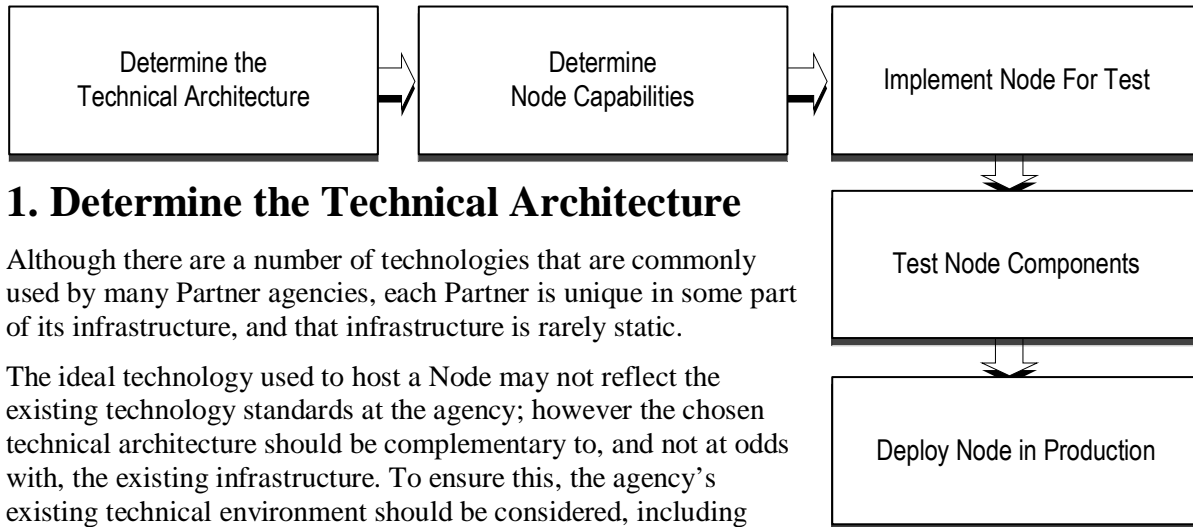 Determine the
Technical Architecture
Determine
Node Capabilities
Implement Node For Test
Test Node Components
Deploy Node in Production
1. Determine the Technical Architecture
Although there are a number of technologies that are commonly
used by many Partner agencies, each Partner is unique in some part
of its infrastructure, and that infrastructure is rarely static.
The ideal technology used to host a Node may not reflect the
existing technology standards at the agency; however the chosen
technical architecture should be complementary to, and not at odds
with, the existing infrastructure. To ensure this, the agency’s
existing technical environment should be considered, including